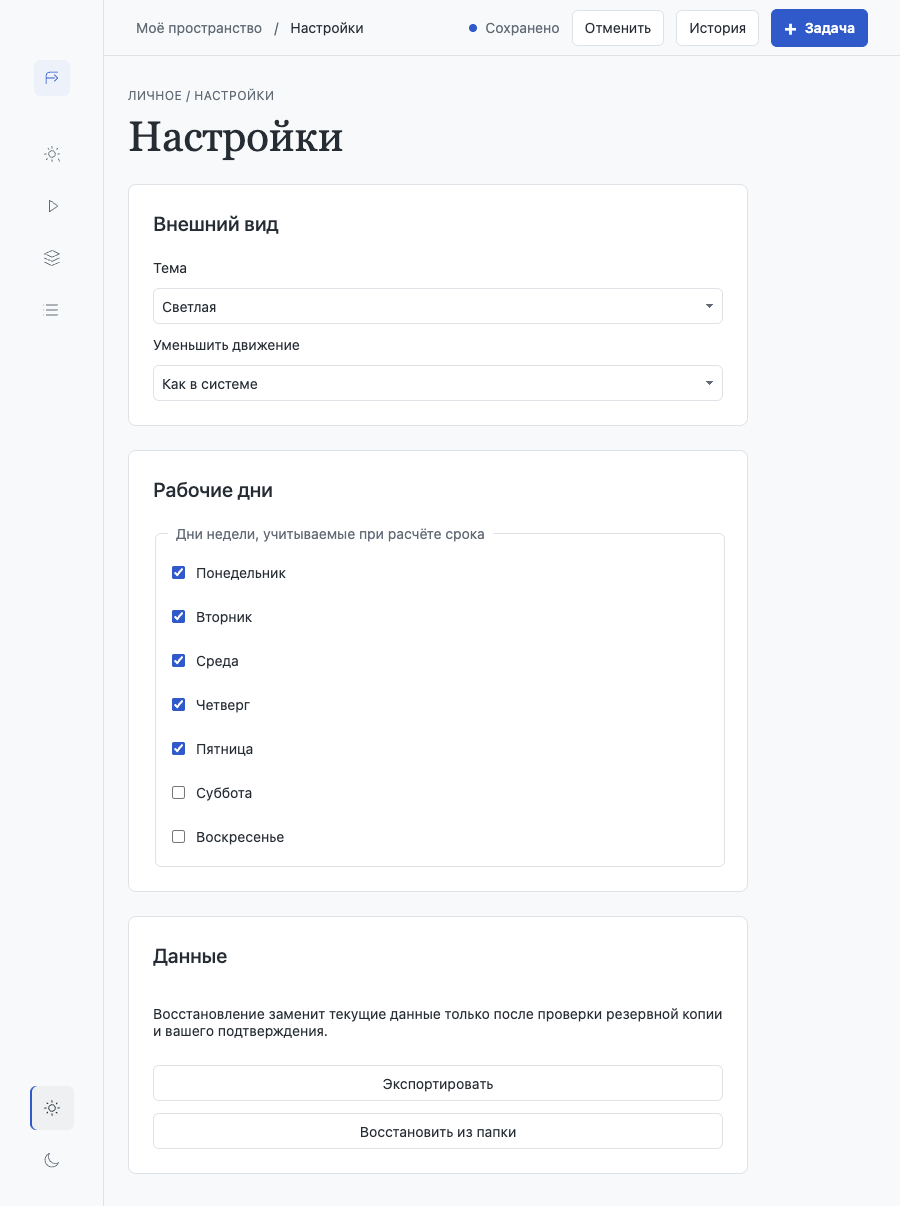 Моё пространство / Настройки
Сохранено
Отменить
История
+ Задача
ЛИЧНОЕ / НАСТРОЙКИ
Настройки
Внешний вид
Тема
Светлая
Уменьшить движение
Как в системе
Рабочие дни
Дни недели, учитываемые при расчёте срока
Понедельник
Вторник
Среда
Четверг
Пятница
Суббота
Воскресенье
Данные
Восстановление заменит текущие данные только после проверки резервной копии
и вашего подтверждения.
Экспортировать
Восстановить из папки